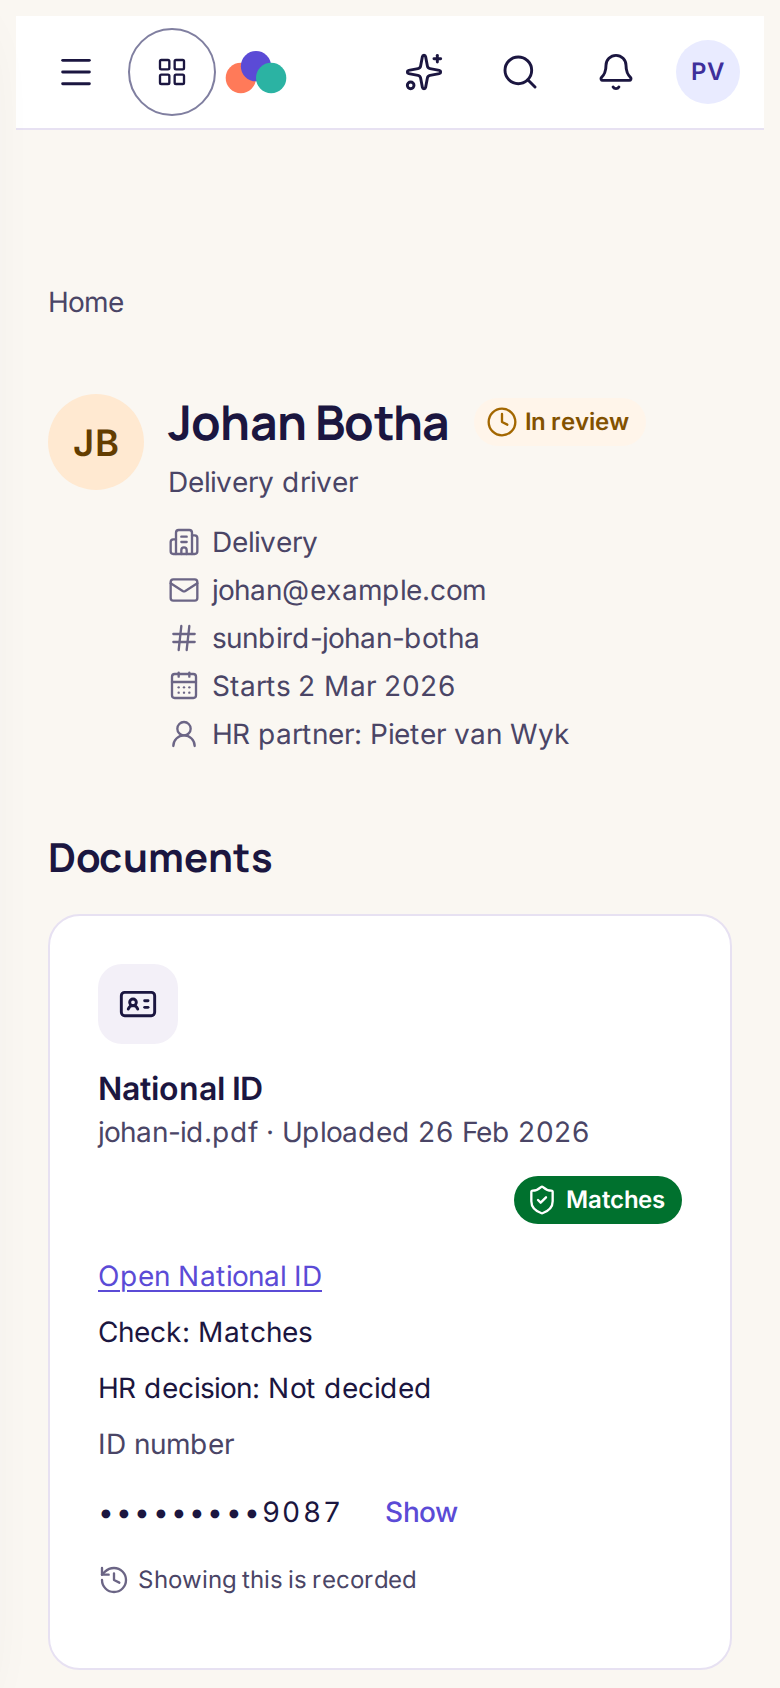 PV
Home
JB
Johan Botha
In review
Delivery driver
Delivery
johan@example.com
sunbird-johan-botha
Starts 2 Mar 2026
HR partner: Pieter van Wyk
Documents
National ID
johan-id.pdf · Uploaded 26 Feb 2026
Matches
Open National ID
Check: Matches
HR decision: Not decided
ID number
•••••••••9087 Show
Showing this is recorded